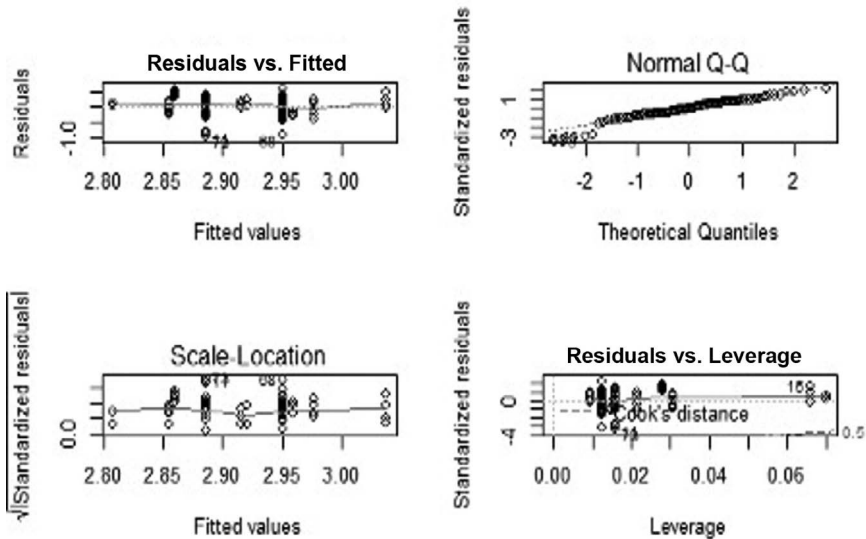 Residuals vs. Fitted
Residuals
-1.0
2.80 2.85 2.90 2.95 3.00
Fitted values
Normal Q-Q
Standardized residuals
-3 1
-2 -1 0 1 2
Theoretical Quantiles
Scale-Location
√|Standardized residuals|
0.0
68
2.80 2.85 2.90 2.95 3.00
Fitted values
Residuals vs. Leverage
Standardized residuals
-4 0
16
Cook's distance
0.5
0.00 0.02 0.04 0.06
Leverage